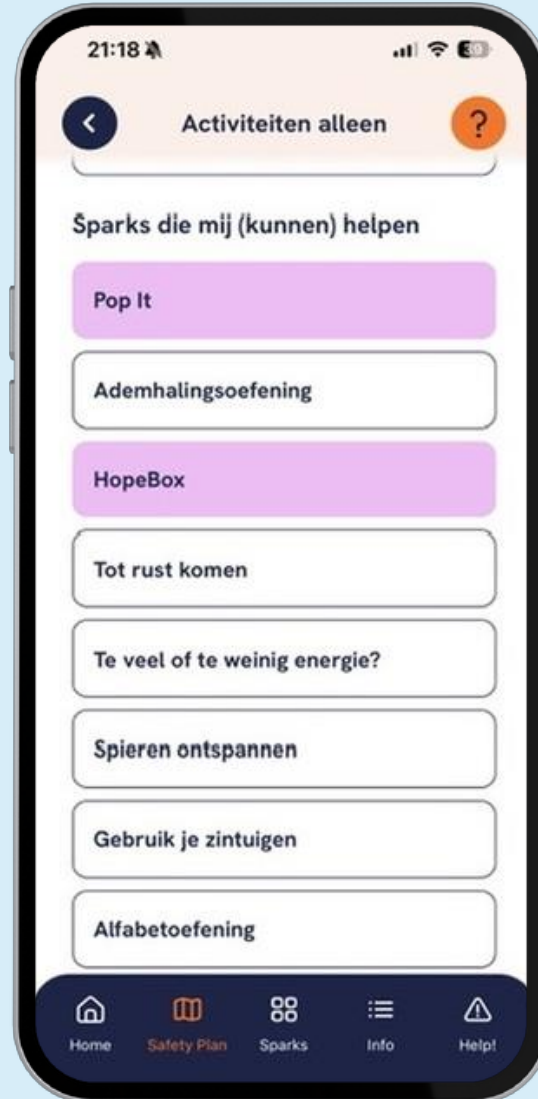 21:18
39
Activiteiten alleen
?
Sparks die mij (kunnen) helpen
Pop It
Ademhalingsoefening
HopeBox
Tot rust komen
Te veel of te weinig energie?
Spieren ontspannen
Gebruik je zintuigen
Alfabetoefening
Home Safety Plan Sparks Info Help!